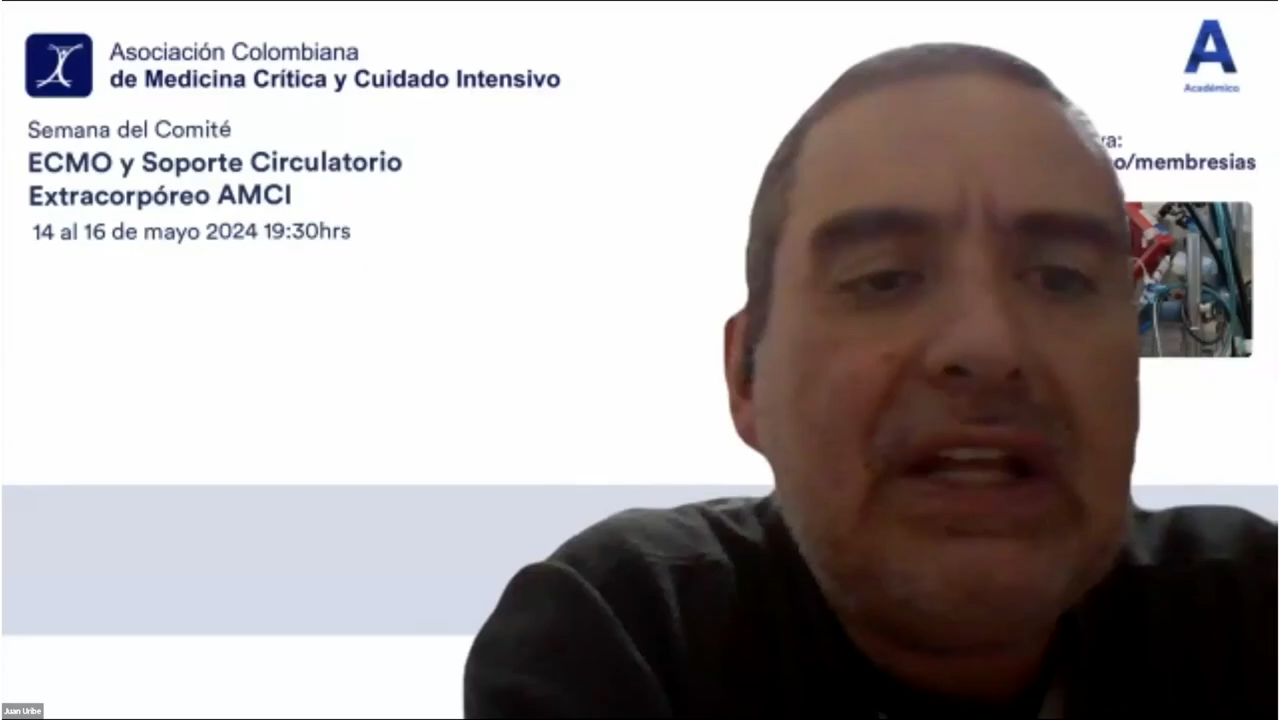 Asociación Colombiana
de Medicina Crítica y Cuidado Intensivo
A
Académico
Semana del Comité
ECMO y Soporte Circulatorio
Extracorpóreo AMCI
14 al 16 de mayo 2024 19:30hrs
va:
o/membresias
Juan Uribe